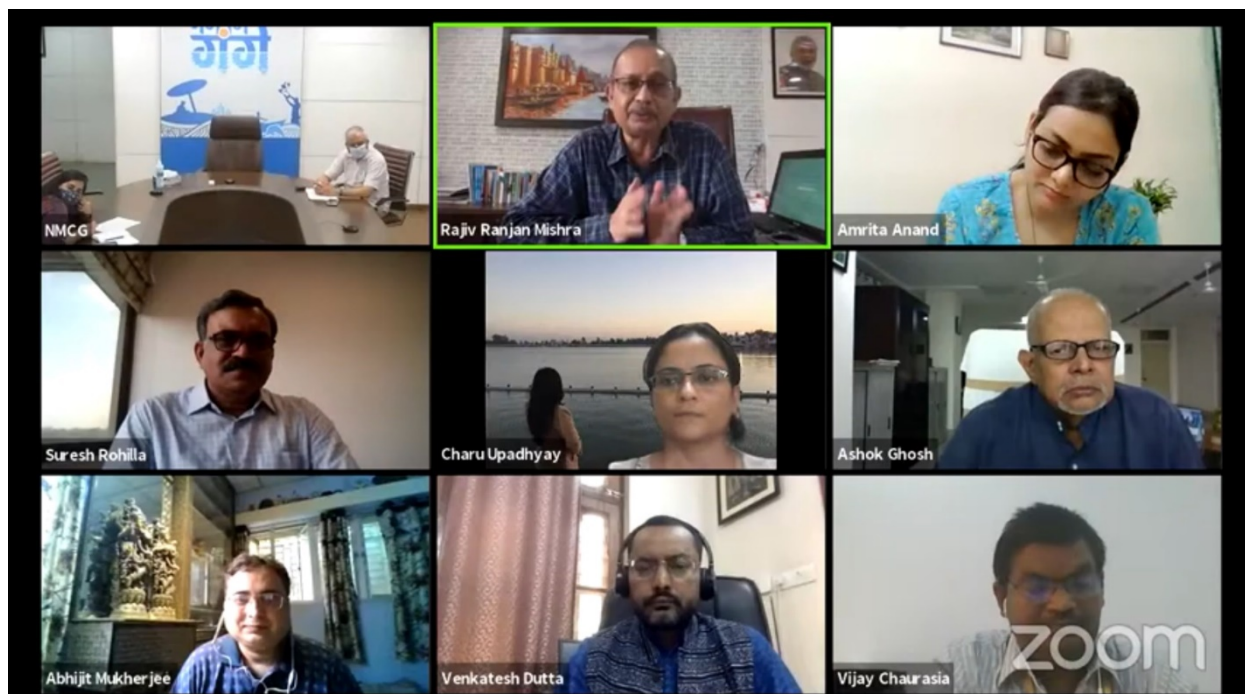 NMCG
Rajiv Ranjan Mishra
Amrita Anand
Suresh Rohilla
Charu Upadhyay
Ashok Ghosh
Abhijit Mukherjee
Venkatesh Dutta
Vijay Chaurasia
zoom